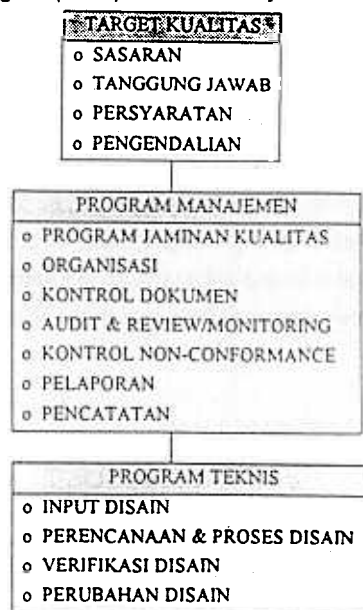 TARGET KUALITAS
o SASARAN
o TANGGUNG JAWAB
o PERSYARATAN
o PENGENDALIAN
PROGRAM MANAJEMEN
o PROGRAM JAMINAN KUALITAS
o ORGANISASI
o KONTROL DOKUMEN
o AUDIT & REVIEW/MONITORING
o KONTROL NON-CONFORMANCE
o PELAPORAN
o PENCATATAN
PROGRAM TEKNIS
o INPUT DISAIN
o PERENCANAAN & PROSES DISAIN
o VERIFIKASI DISAIN
o PERUBAHAN DISAIN